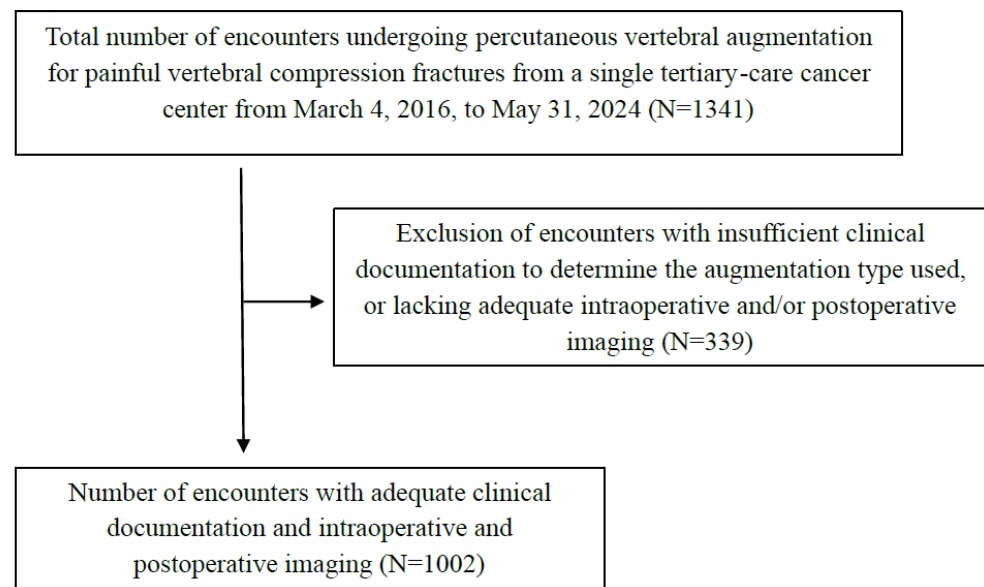 Total number of encounters undergoing percutaneous vertebral augmentation
for painful vertebral compression fractures from a single tertiary-care cancer
center from March 4, 2016, to May 31, 2024 (N=1341)
Exclusion of encounters with insufficient clinical
documentation to determine the augmentation type used,
or lacking adequate intraoperative and/or postoperative
imaging (N=339)
Number of encounters with adequate clinical
documentation and intraoperative and
postoperative imaging (N=1002)